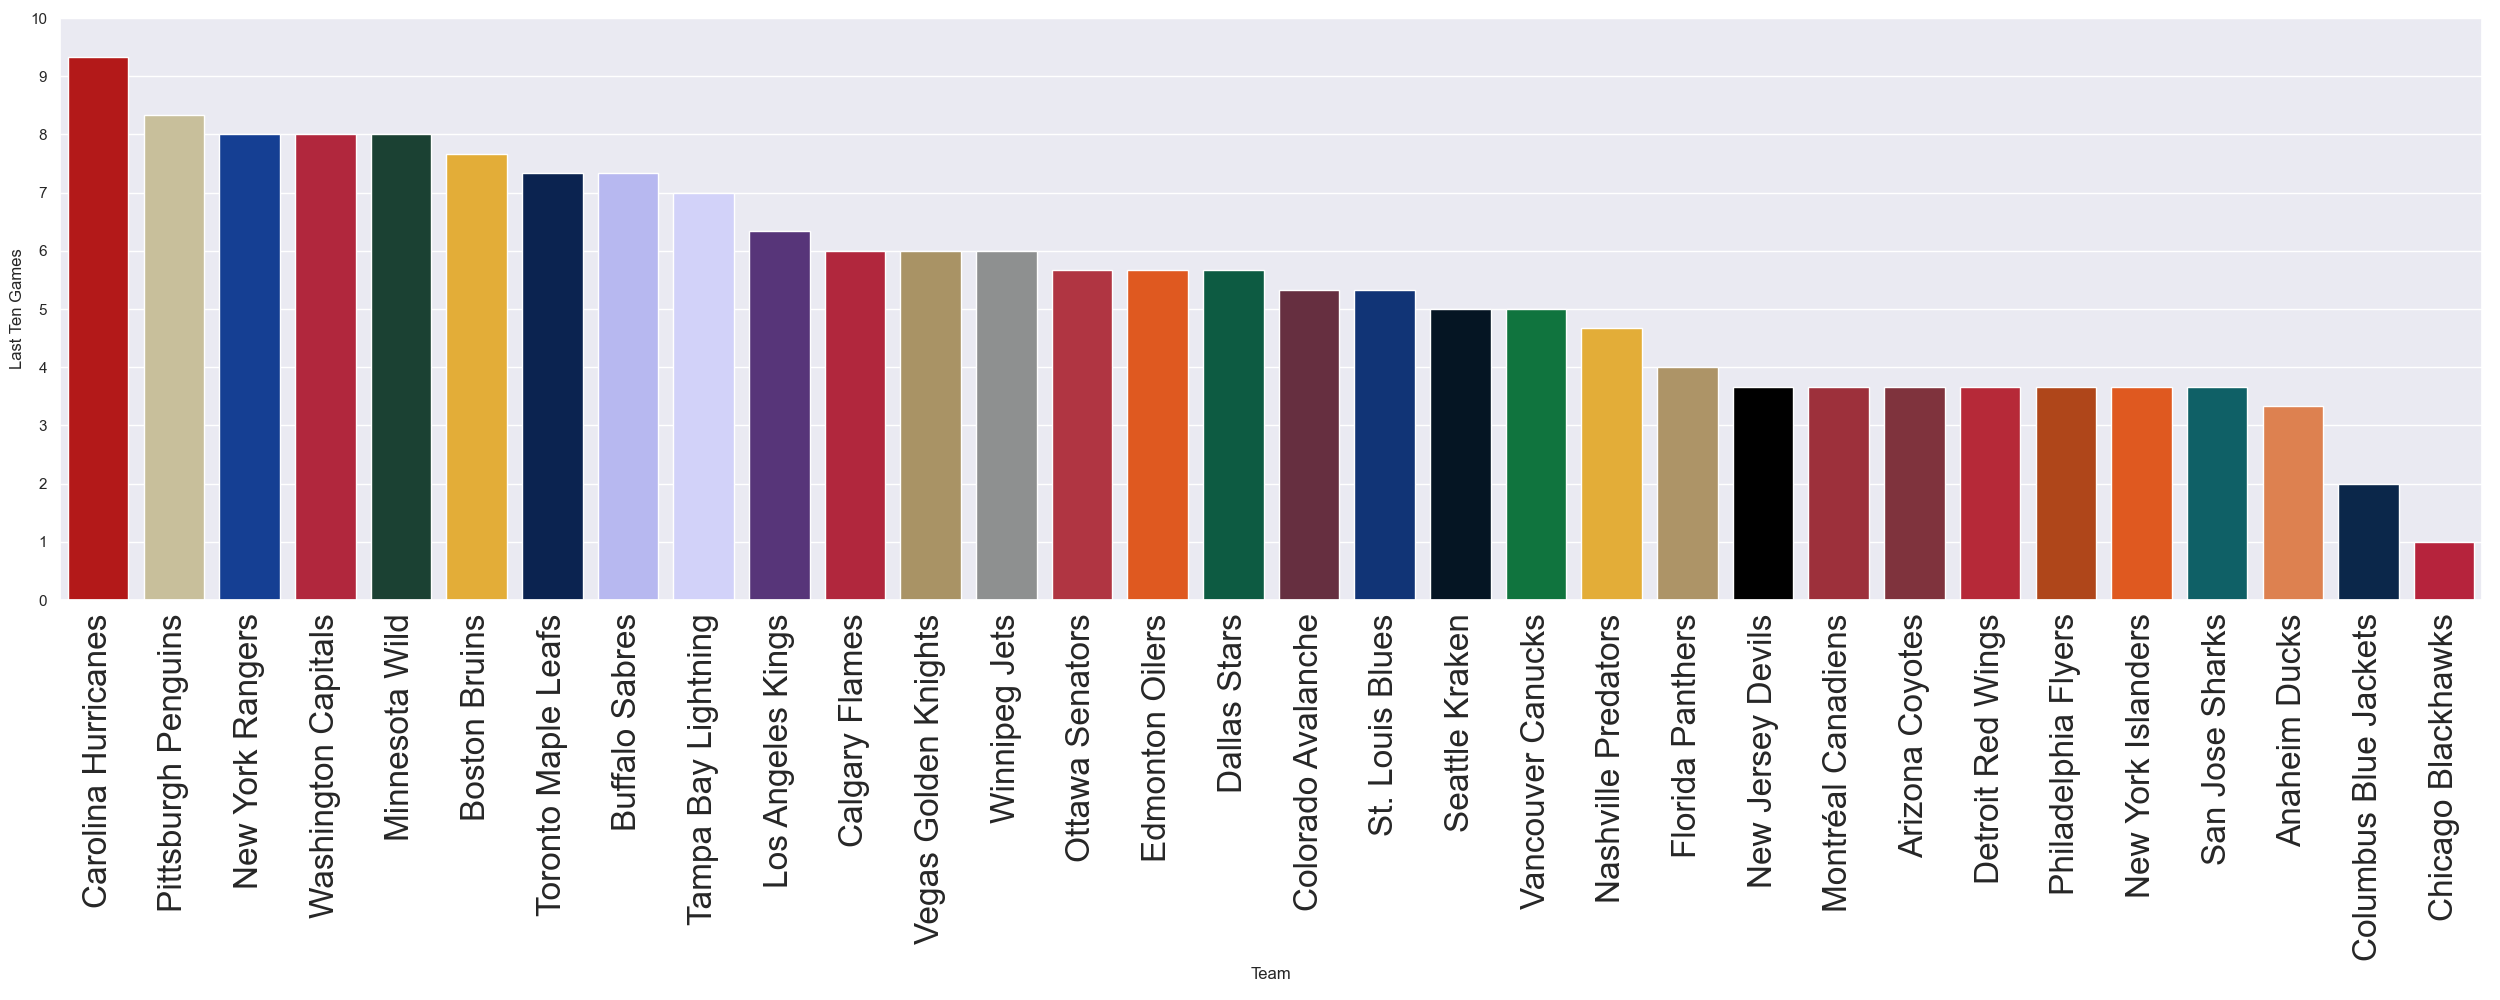 10
9
8
7
6
5
4
3
2
1
0
Last Ten Games
Carolina Hurricanes
Pittsburgh Penguins
New York Rangers
Washington Capitals
Minnesota Wild
Boston Bruins
Toronto Maple Leafs
Buffalo Sabres
Tampa Bay Lightning
Los Angeles Kings
Calgary Flames
Vegas Golden Knights
Winnipeg Jets
Ottawa Senators
Edmonton Oilers
Dallas Stars
Colorado Avalanche
St. Louis Blues
Seattle Kraken
Vancouver Canucks
Nashville Predators
Florida Panthers
New Jersey Devils
Montréal Canadiens
Arizona Coyotes
Detroit Red Wings
Philadelphia Flyers
New York Islanders
San Jose Sharks
Anaheim Ducks
Columbus Blue Jackets
Chicago Blackhawks
Team